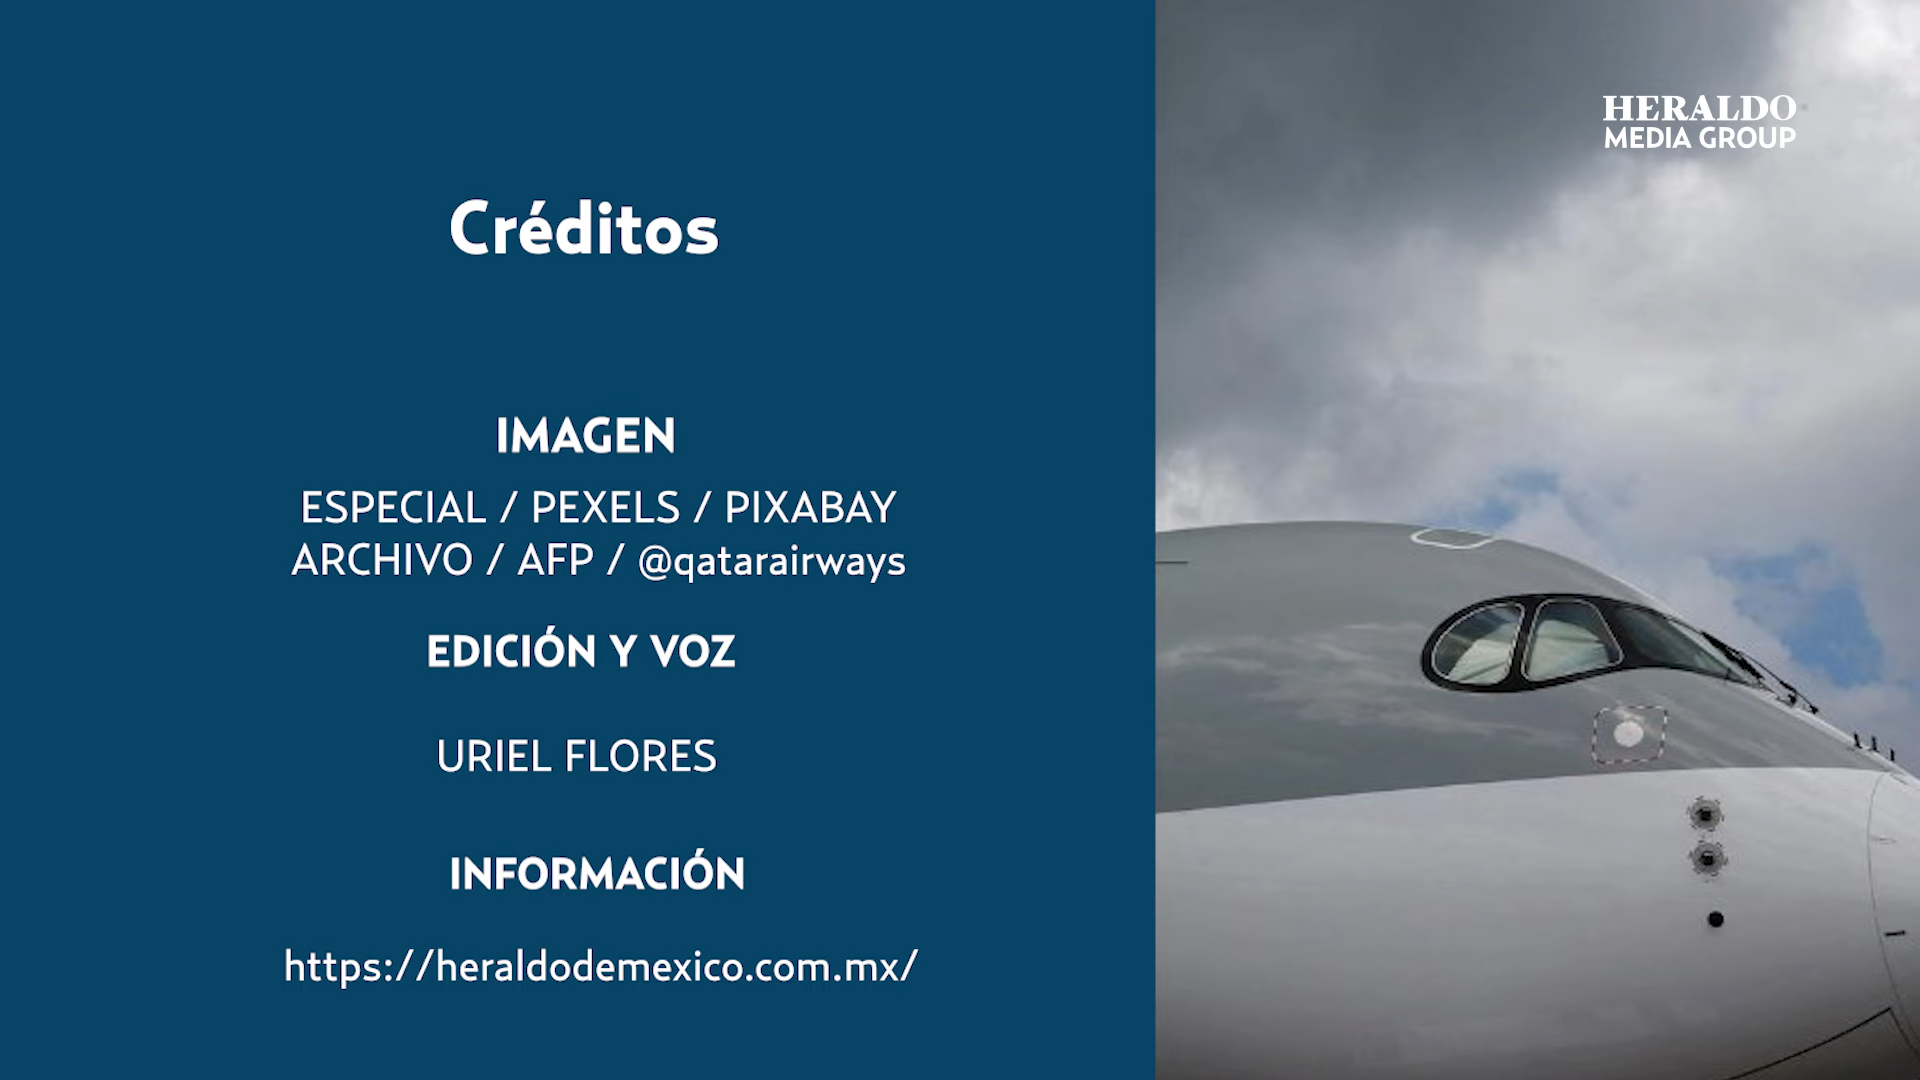 HERALDO
MEDIA GROUP
Créditos
IMAGEN
ESPECIAL / PEXELS / PIXABAY
ARCHIVO / AFP / @qatarairways
EDICIÓN Y VOZ
URIEL FLORES
INFORMACIÓN
https://heraldodemexico.com.mx/